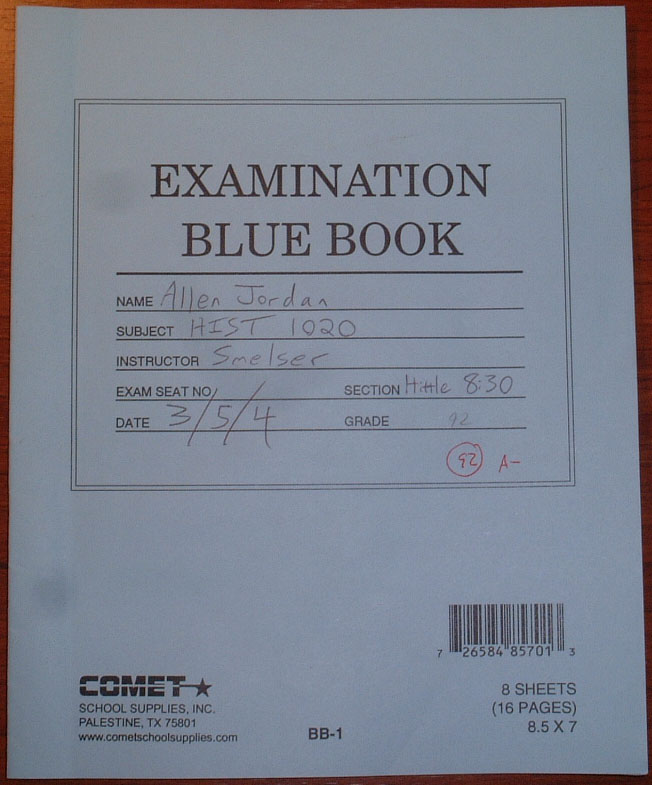 EXAMINATION
BLUE BOOK
NAME Allen Jordan
SUBJECT HIST 1020
INSTRUCTOR Smelser
EXAM SEAT NO.
SECTION Hittle 8:30
DATE 3/5/4
GRADE 92
92 A-
7 26584 85701 3
COMET
SCHOOL SUPPLIES, INC.
PALESTINE, TX 75801
www.cometschoolsupplies.com
BB-1
8 SHEETS
(16 PAGES)
8.5 X 7